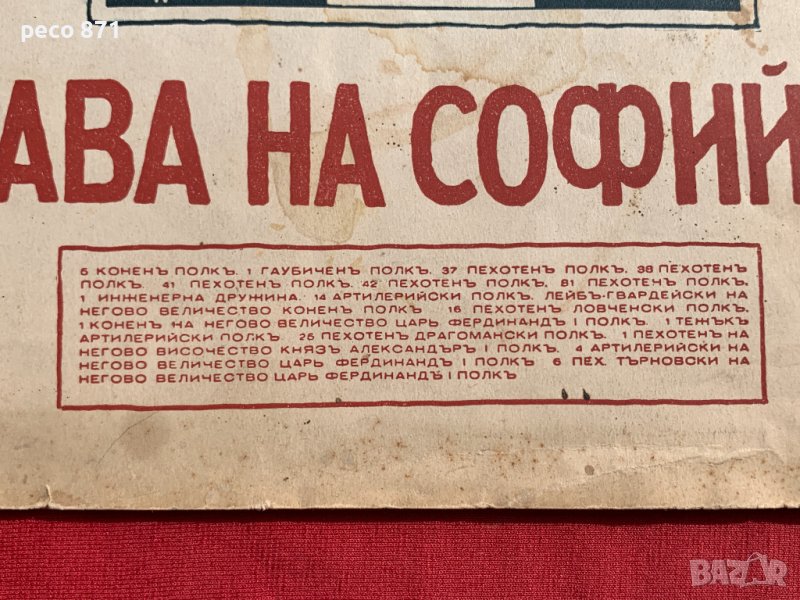 peco 871
АВА НА СОФИЙ
6 КОНЕНЪ ПОЛКЪ. 1 ГАУБИЧЕНЪ ПОЛКЪ. 37 ПЕХОТЕНЪ ПОЛКЪ. 38 ПЕХОТЕНЪ
ПОЛКЪ. 41 ПЕХОТЕНЪ ПОЛКЪ. 42 ПЕХОТЕНЪ ПОЛКЪ. 81 ПЕХОТЕНЪ ПОЛКЪ.
1 ИНЖЕНЕРНА ДРУЖИНА. 14 АРТИЛЕРИЙСКИ ПОЛКЪ. ЛЕЙБЪ-ГВАРДЕЙСКИ НА
НЕГОВО ВЕЛИЧЕСТВО КОНЕНЪ ПОЛКЪ 16 ПЕХОТЕНЪ ЛОВЧЕНСКИ ПОЛКЪ.
1 КОНЕНЪ НА НЕГОВО ВЕЛИЧЕСТВО ЦАРЬ ФЕРДИНАНДЪ I ПОЛКЪ. 1 ТЕЖЪКЪ
АРТИЛЕРИЙСКИ ПОЛКЪ. 25 ПЕХОТЕНЪ ДРАГОМАНСКИ ПОЛКЪ. 1 ПЕХОТЕНЪ НА
НЕГОВО ВИСОЧЕСТВО КНЯЗЪ АЛЕКСАНДЪРЪ I ПОЛКЪ. 4 АРТИЛЕРИЙСКИ НА
НЕГОВО ВЕЛИЧЕСТВО ЦАРЬ ФЕРДИНАНДЪ I ПОЛКЪ 6 ПЕХ. ТЪРНОВСКИ НА
НЕГОВО ВЕЛИЧЕСТВО ЦАРЬ ФЕРДИНАНДЪ I ПОЛКЪ
BAZAR